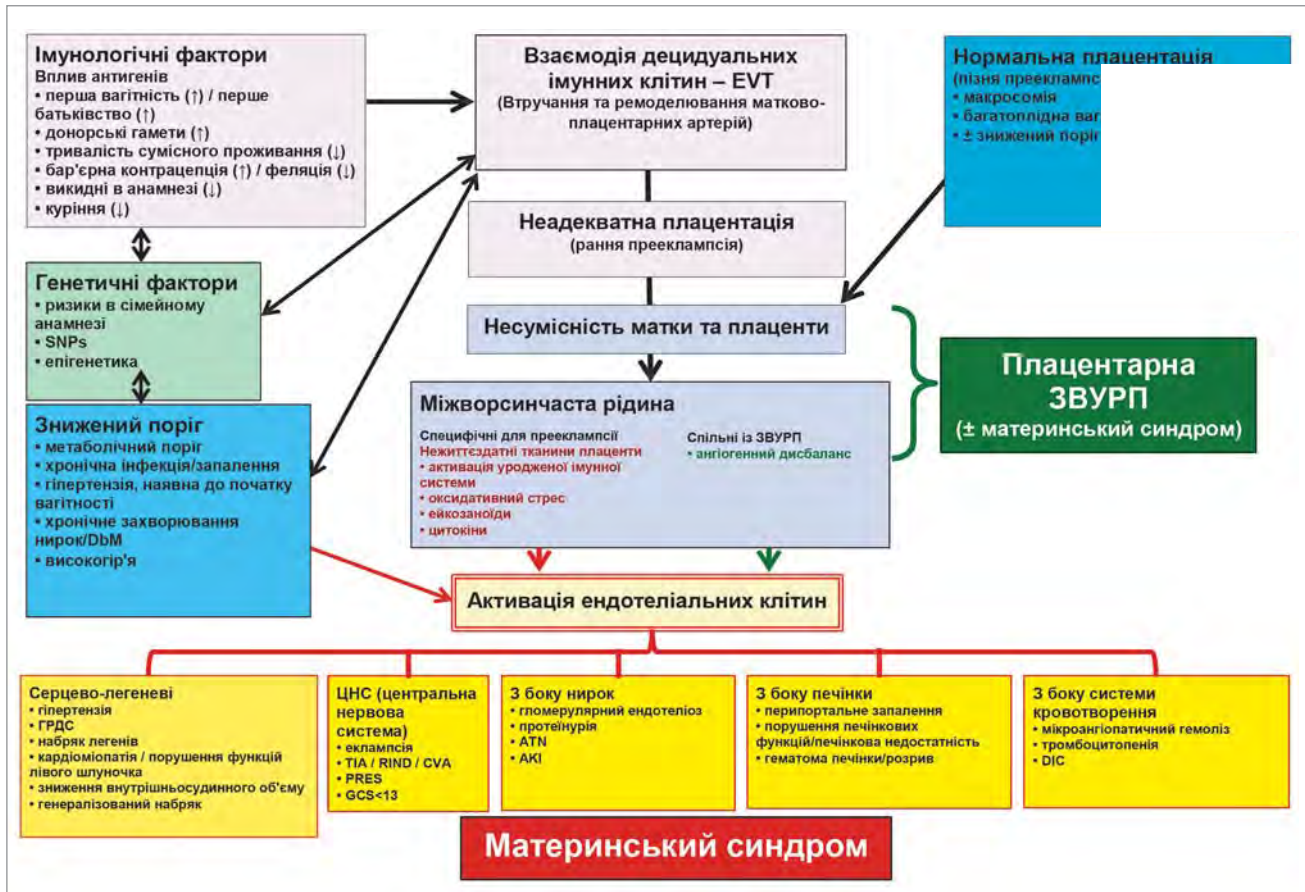 Імунологічні фактори
Вплив антигенів
▪ перша вагітність (↑) / перше
батьківство (↑)
▪ донорські гамети (↑)
▪ тривалість сумісного проживання (↓)
▪ бар'єрна контрацепція (↑) / феляція (↓)
▪ викидні в анамнезі (↓)
▪ куріння (↓)
Взаємодія децидуальних
імунних клітин – EVT
(Втручання та ремоделювання матково-
плацентарних артерій)
Нормальна плацентація
(пізня
▪ макросомія
▪ багатоплідна
▪ ± знижений поріг
Неадекватна плацентація
(рання прееклампсія)
Генетичні фактори
▪ ризики в сімейному
анамнезі
▪ SNPs
▪ епігенетика
Несумісність матки та плаценти
Плацентарна
ЗВУРП
(± материнський синдром)
Знижений поріг
▪ метаболічний поріг
▪ хронічна інфекція/запалення
▪ гіпертензія, наявна до початку
вагітності
▪ хронічне захворювання
нирок/DbM
▪ високогір'я
Міжворсинчаста рідина
Специфічні для прееклампсії
Нежиттєздатні тканини плаценти
▪ активація уродженої імунної
системи
▪ оксидативний стрес
▪ ейкозаноїди
▪ цитокіни
Спільні із ЗВУРП
▪ ангіогенний дисбаланс
Активація ендотеліальних клітин
Серцево-легеневі
▪ гіпертензія
▪ ГРДС
▪ набряк легенів
▪ кардіоміопатія / порушення функцій
лівого шлуночка
▪ зниження внутрішньосудинного об'єму
▪ генералізований набряк
ЦНС (центральна
нервова
система)
▪ еклампсія
▪ TIA / RIND / CVA
▪ PRES
▪ GCS<13
З боку нирок
▪ гломерулярний ендотеліоз
▪ протеїнурія
▪ ATN
▪ AKI
З боку печінки
▪ перипортальне запалення
▪ порушення печінкових
функцій/печінкова недостатність
▪ гематома печінки/розрив
З боку системи
кровотворення
▪ мікроангіопатичний гемоліз
▪ тромбоцитопенія
▪ DIC
Материнський синдром